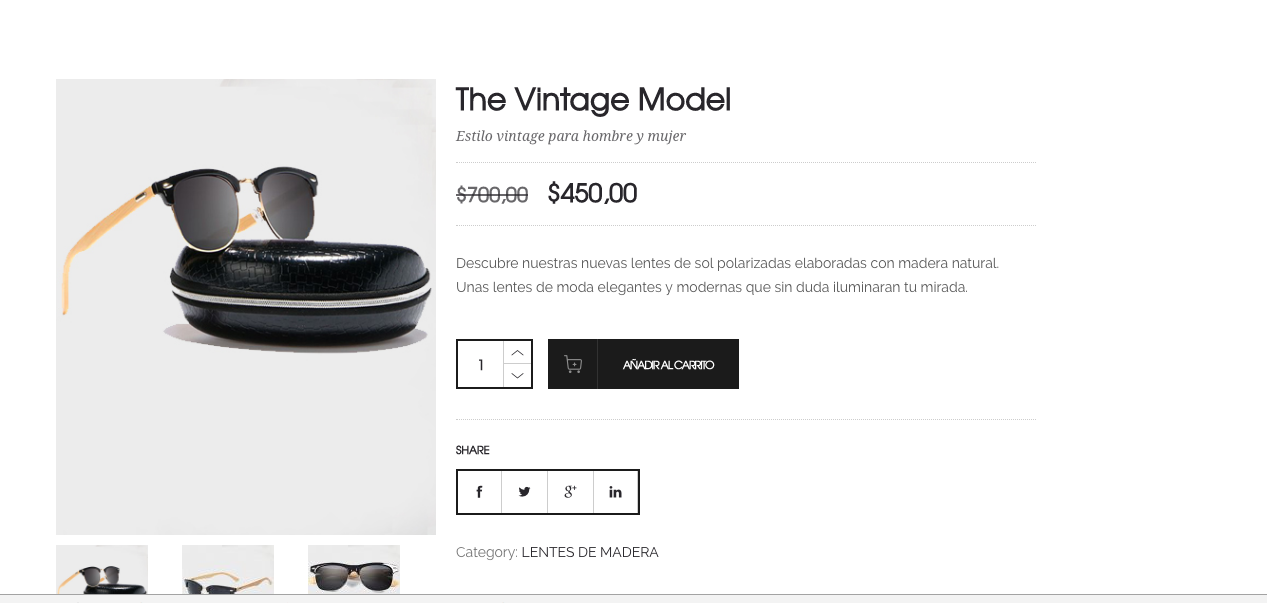 The Vintage Model
Estilo vintage para hombre y mujer
$700,00 $450,00
Descubre nuestras nuevas lentes de sol polarizadas elaboradas con madera natural.
Unas lentes de moda elegantes y modernas que sin duda iluminaran tu mirada.
1 AÑADIR AL CARRITO
SHARE
Category: LENTES DE MADERA